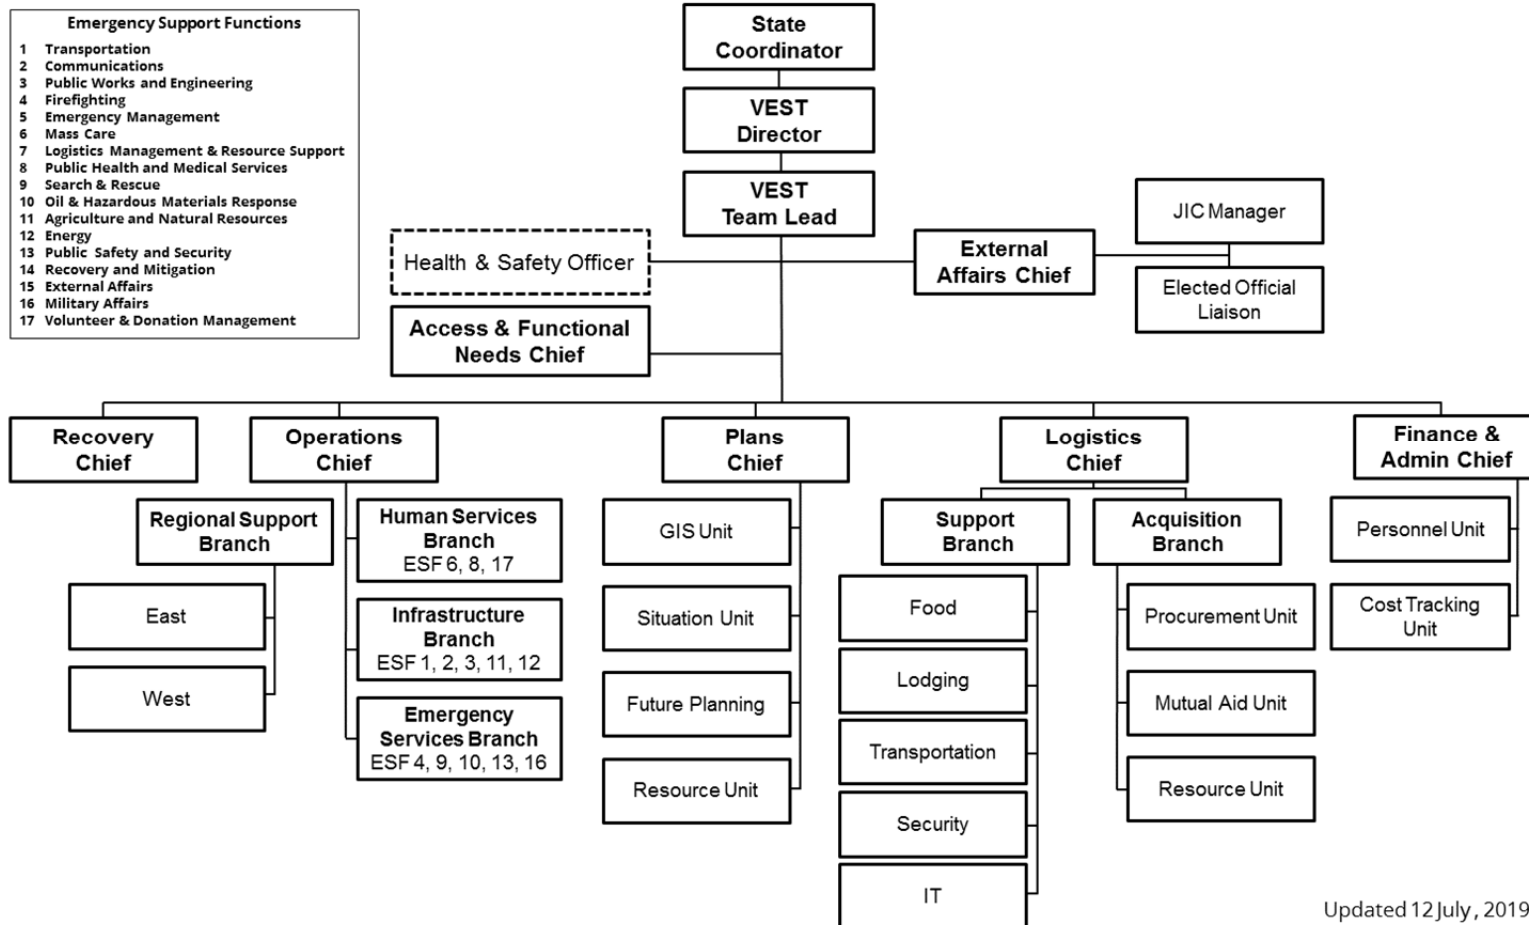 Emergency Support Functions
1 Transportation
2 Communications
3 Public Works and Engineering
4 Firefighting
5 Emergency Management
6 Mass Care
7 Logistics Management & Resource Support
8 Public Health and Medical Services
9 Search & Rescue
10 Oil & Hazardous Materials Response
11 Agriculture and Natural Resources
12 Energy
13 Public Safety and Security
14 Recovery and Mitigation
15 External Affairs
16 Military Affairs
17 Volunteer & Donation Management
State
Coordinator
VEST
Director
VEST
Team Lead
Health & Safety Officer
External
Affairs Chief
JIC Manager
Elected Official
Liaison
Access & Functional
Needs Chief
Recovery
Chief
Operations
Chief
Plans
Chief
Logistics
Chief
Finance &
Admin Chief
Regional Support
Branch
East
West
Human Services
Branch
ESF 6, 8, 17
Infrastructure
Branch
ESF 1, 2, 3, 11, 12
Emergency
Services Branch
ESF 4, 9, 10, 13, 16
GIS Unit
Situation Unit
Future Planning
Resource Unit
Support
Branch
Food
Lodging
Transportation
Security
IT
Acquisition
Branch
Procurement Unit
Mutual Aid Unit
Resource Unit
Personnel Unit
Cost Tracking
Unit
Updated 12 July, 2019